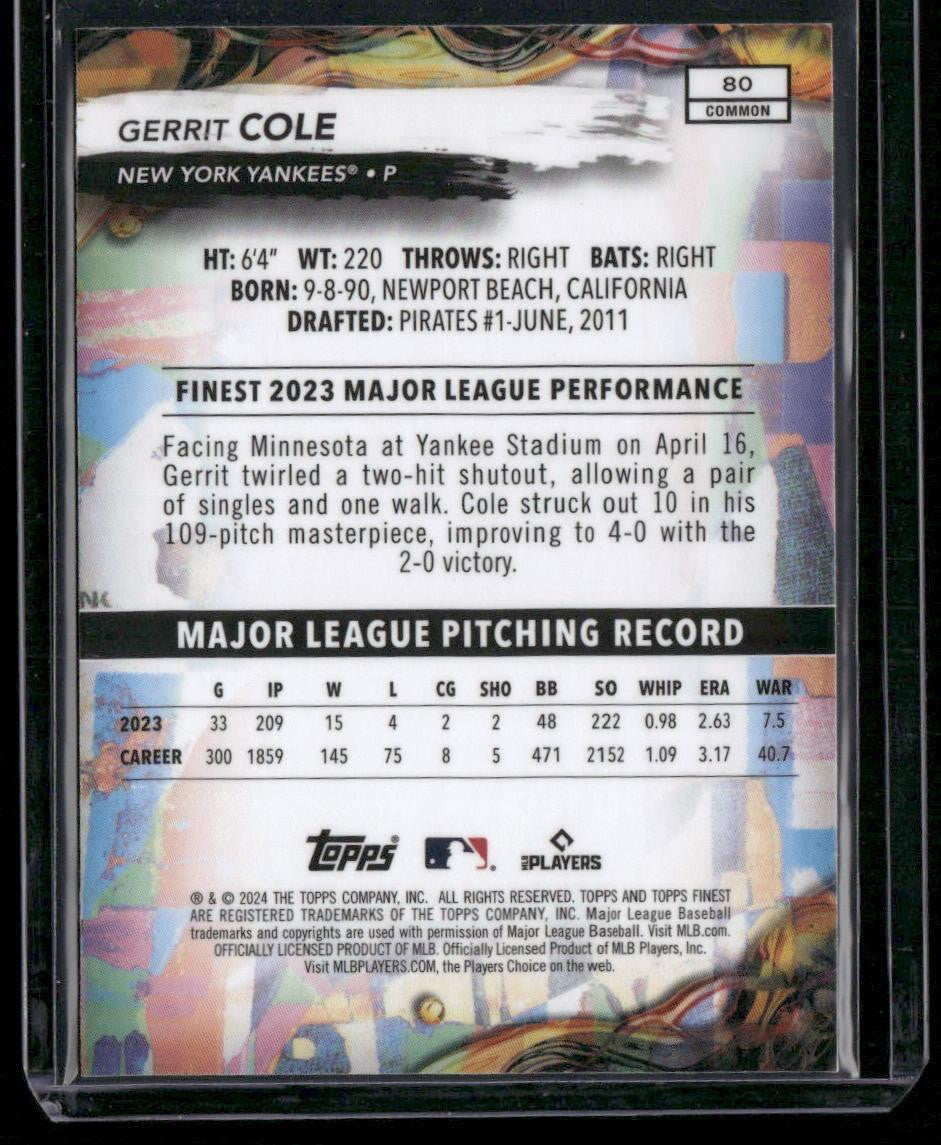 80
COMMON
GERRIT COLE
NEW YORK YANKEES® • P
HT: 6'4" WT: 220 THROWS: RIGHT BATS: RIGHT
BORN: 9-8-90, NEWPORT BEACH, CALIFORNIA
DRAFTED: PIRATES #1-JUNE, 2011
FINEST 2023 MAJOR LEAGUE PERFORMANCE
Facing Minnesota at Yankee Stadium on April 16,
Gerrit twirled a two-hit shutout, allowing a pair
of singles and one walk. Cole struck out 10 in his
109-pitch masterpiece, improving to 4-0 with the
2-0 victory.
NK
MAJOR LEAGUE PITCHING RECORD
G IP W L CG SHO BB SO WHIP ERA WAR
2023 33 209 15 4 2 2 48 222 0.98 2.63 7.5
CAREER 300 1859 145 75 8 5 471 2152 1.09 3.17 40.7
Topps® MLB PLAYERS
® & © 2024 THE TOPPS COMPANY, INC. ALL RIGHTS RESERVED. TOPPS AND TOPPS FINEST
ARE REGISTERED TRADEMARKS OF THE TOPPS COMPANY, INC. Major League Baseball
trademarks and copyrights are used with permission of Major League Baseball. Visit MLB.com.
OFFICIALLY LICENSED PRODUCT OF MLB. Officially Licensed Product of MLB Players, Inc.
Visit MLBPLAYERS.COM, the Players Choice on the web.